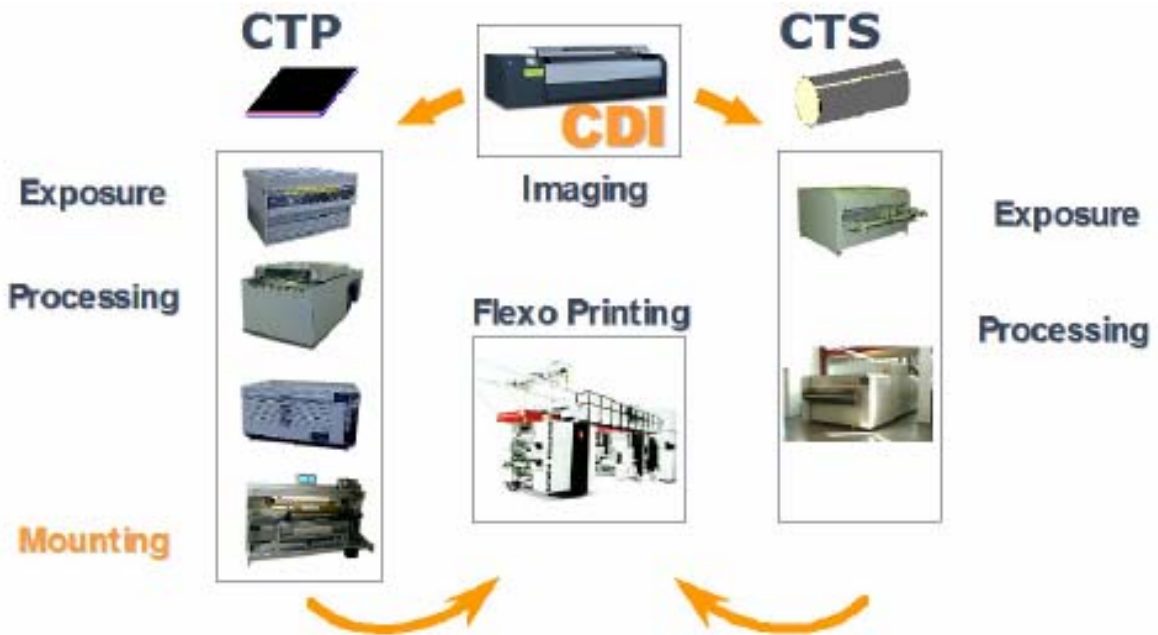 CTP
CTS
CDI
Imaging
Exposure
Processing
Mounting
Flexo Printing
Exposure
Processing